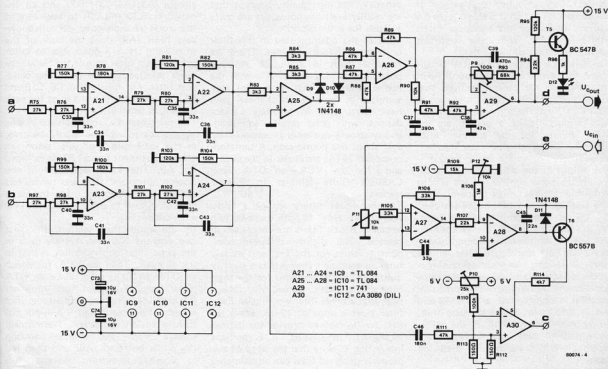 R77
150k
R78
180k
R81
120k
R82
150k
R84
3k3
R85
3k3
R86
47k
R87
47k
R88
47k
R89
47k
A26
R90
10k
C39
470n
P9
100k
R93
68k
R95
120k
R94
22k
R96
1k
T5
BC 547B
D12
+ 15 V
a
R75
27k
R76
27k
C33
33n
A21
C34
33n
R79
27k
R80
27k
C35
33n
A22
C36
33n
R83
3k3
A25
D9
D10
2x
1N4148
C37
390n
R91
47k
R92
47k
C38
47n
A29
d
Ucout
e
Ucin
R99
150k
R100
180k
R103
120k
R104
150k
b
R97
27k
R98
27k
C40
33n
A23
C41
33n
R101
27k
R102
27k
C42
33n
A24
C43
33n
15 V
R109
15k
P12
10k
R108
1M
1N4148
P11
10k
lin
R105
33k
R106
33k
A27
C44
33p
R107
22k
A28
C45
22n
D11
T6
BC 557B
5 V
P10
25k
5 V
R110
100k
R114
4k7
A30
c
C46
180n
R111
47k
R113
150Ω
R112
150Ω
15 V +
C73
10µ
16V
0
C74
10µ
16V
15 V −
IC9
IC10
IC11
IC12
A21 ... A24 = IC9 = TL 084
A25 ... A28 = IC10 = TL 084
A29 = IC11 = 741
A30 = IC12 = CA 3080 (DIL)
80074 - 4